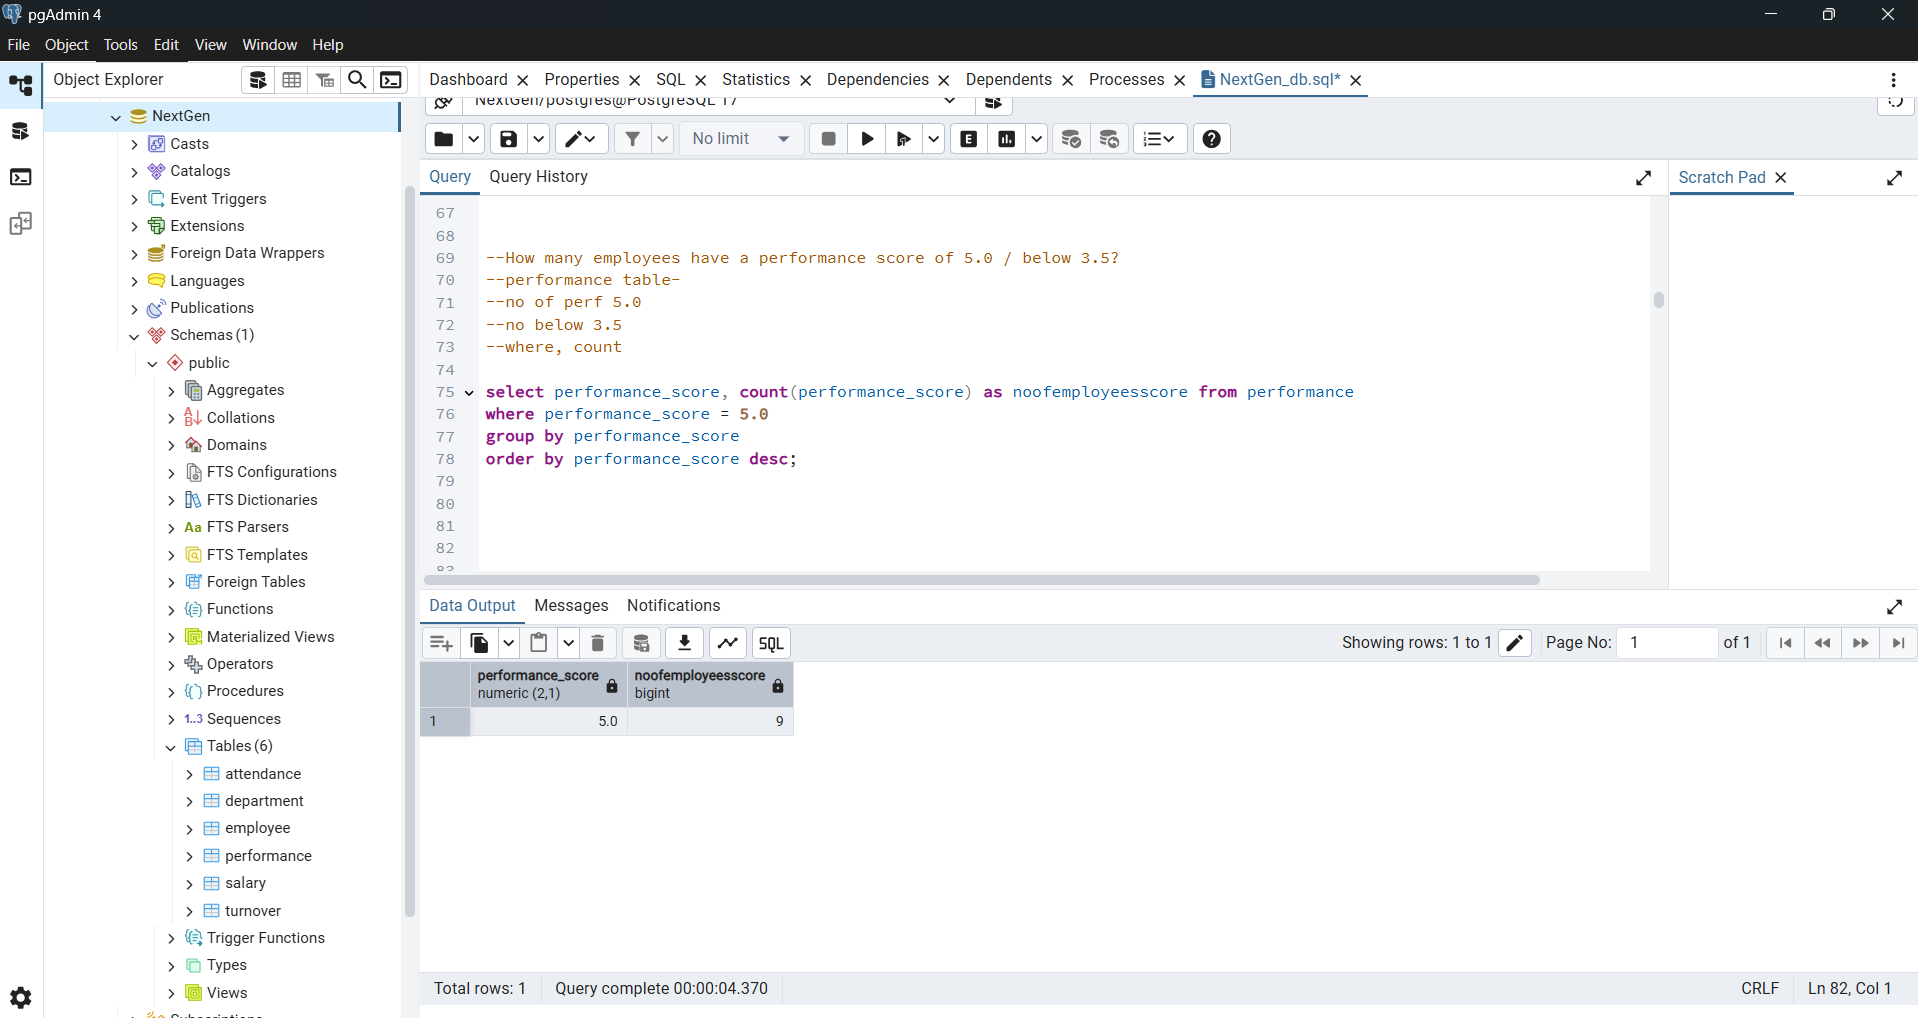 pgAdmin 4
File Object Tools Edit View Window Help
Object Explorer
Dashboard Properties SQL Statistics Dependencies Dependents Processes NextGen_db.sql*
NextGen/postgres@PostgreSQL 17
No limit
Query Query History
Scratch Pad
NextGen
Casts
Catalogs
Event Triggers
Extensions
Foreign Data Wrappers
Languages
Publications
Schemas (1)
public
Aggregates
Collations
Domains
FTS Configurations
FTS Dictionaries
Aa FTS Parsers
FTS Templates
Foreign Tables
Functions
Materialized Views
Operators
Procedures
1..3 Sequences
Tables (6)
attendance
department
employee
performance
salary
turnover
Trigger Functions
Types
Views
Subscriptions
67
68
69 --How many employees have a performance score of 5.0 / below 3.5?
70 --performance table-
71 --no of perf 5.0
72 --no below 3.5
73 --where, count
74
75 select performance_score, count(performance_score) as noofemployeesscore from performance
76 where performance_score = 5.0
77 group by performance_score
78 order by performance_score desc;
79
80
81
82
83
Data Output Messages Notifications
SQL
Showing rows: 1 to 1 Page No: 1 of 1
performance_score noofemployeesscore
numeric (2,1) bigint
1 5.0 9
Total rows: 1 Query complete 00:00:04.370 CRLF Ln 82, Col 1